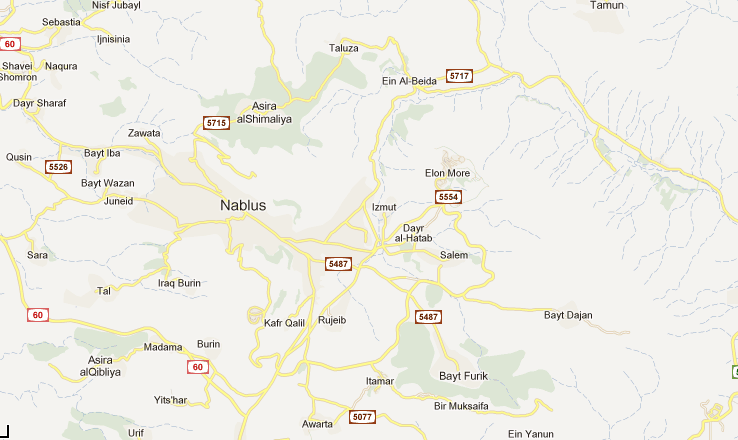 Nisf Jubayl
Tamun
Sebastia
Ijnisinia
60
Taluza
Shavei
Shomron
Naqura
Ein Al-Beida
5717
Dayr Sharaf
Asira
alShimaliya
5715
Zawata
Qusin
Bayt Iba
5526
Elon More
Bayt Wazan
Juneid
Nablus
Izmut
5554
Dayr
al-Hatab
Sara
5487
Salem
Tal
Iraq Burin
60
Kafr Qalil
Rujeib
5487
Bayt Dajan
Madama
Burin
Asira
alQibliya
60
Itamar
Bayt Furik
Yits'har
Bir Muksaifa
Awarta
5077
Urif
Ein Yanun